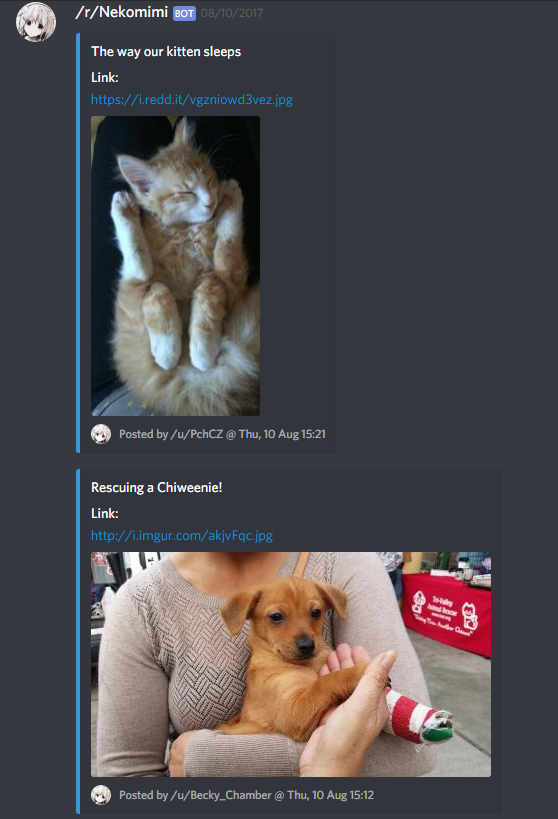 /r/Nekomimi BOT 08/10/2017
The way our kitten sleeps
Link:
https://i.redd.it/vgzniowd3vez.jpg
Posted by /u/PchCZ @ Thu, 10 Aug 15:21
Rescuing a Chiweenie!
Link:
http://i.imgur.com/akjvFqc.jpg
Tri-Valley
Animal Rescue
Posted by /u/Becky_Chamber @ Thu, 10 Aug 15:12